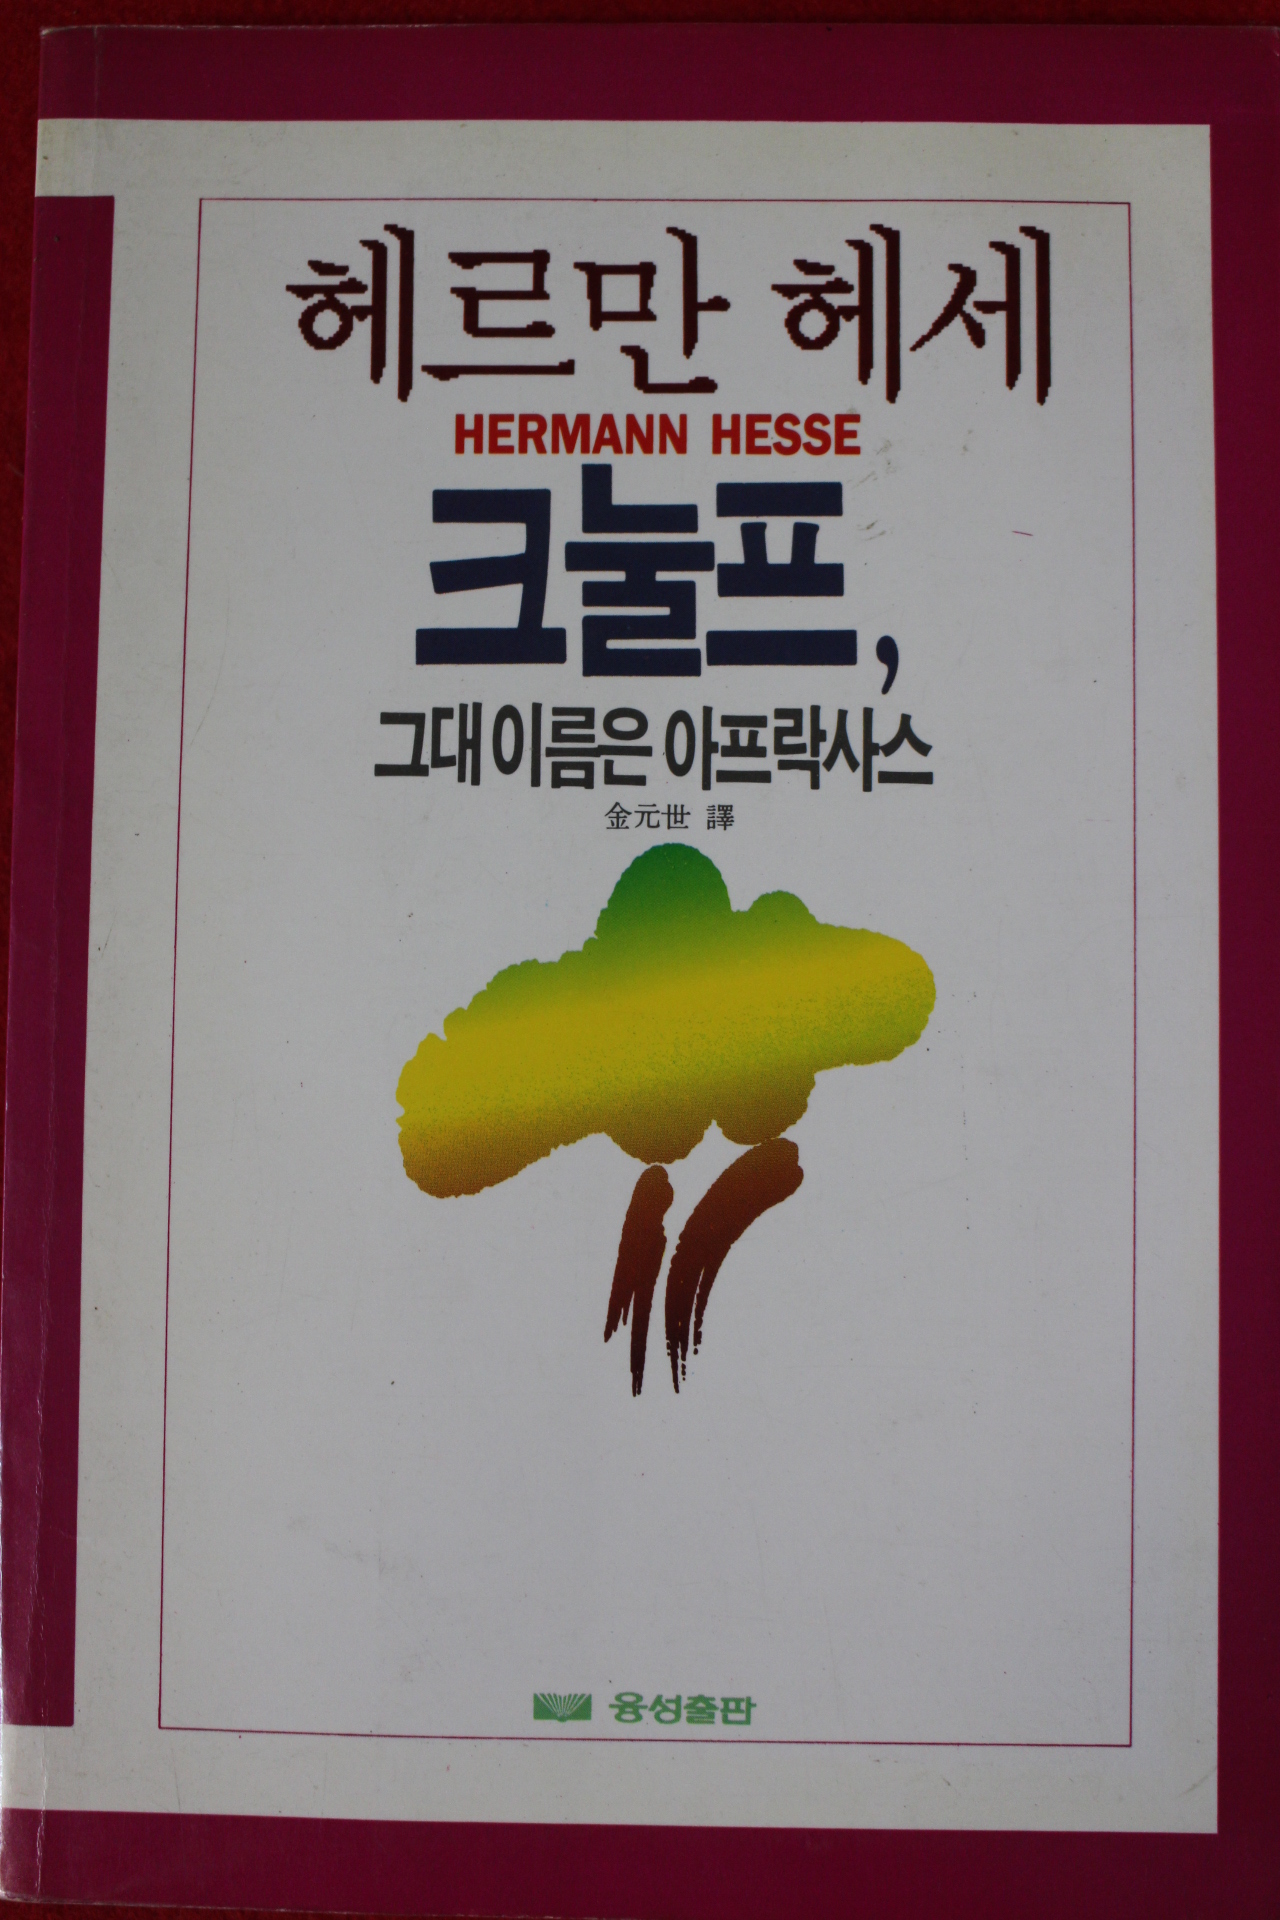 헤르만 헤세
HERMANN HESSE
크눌프,
그대 이름은 아프락사스
金元世 譯
융성출판